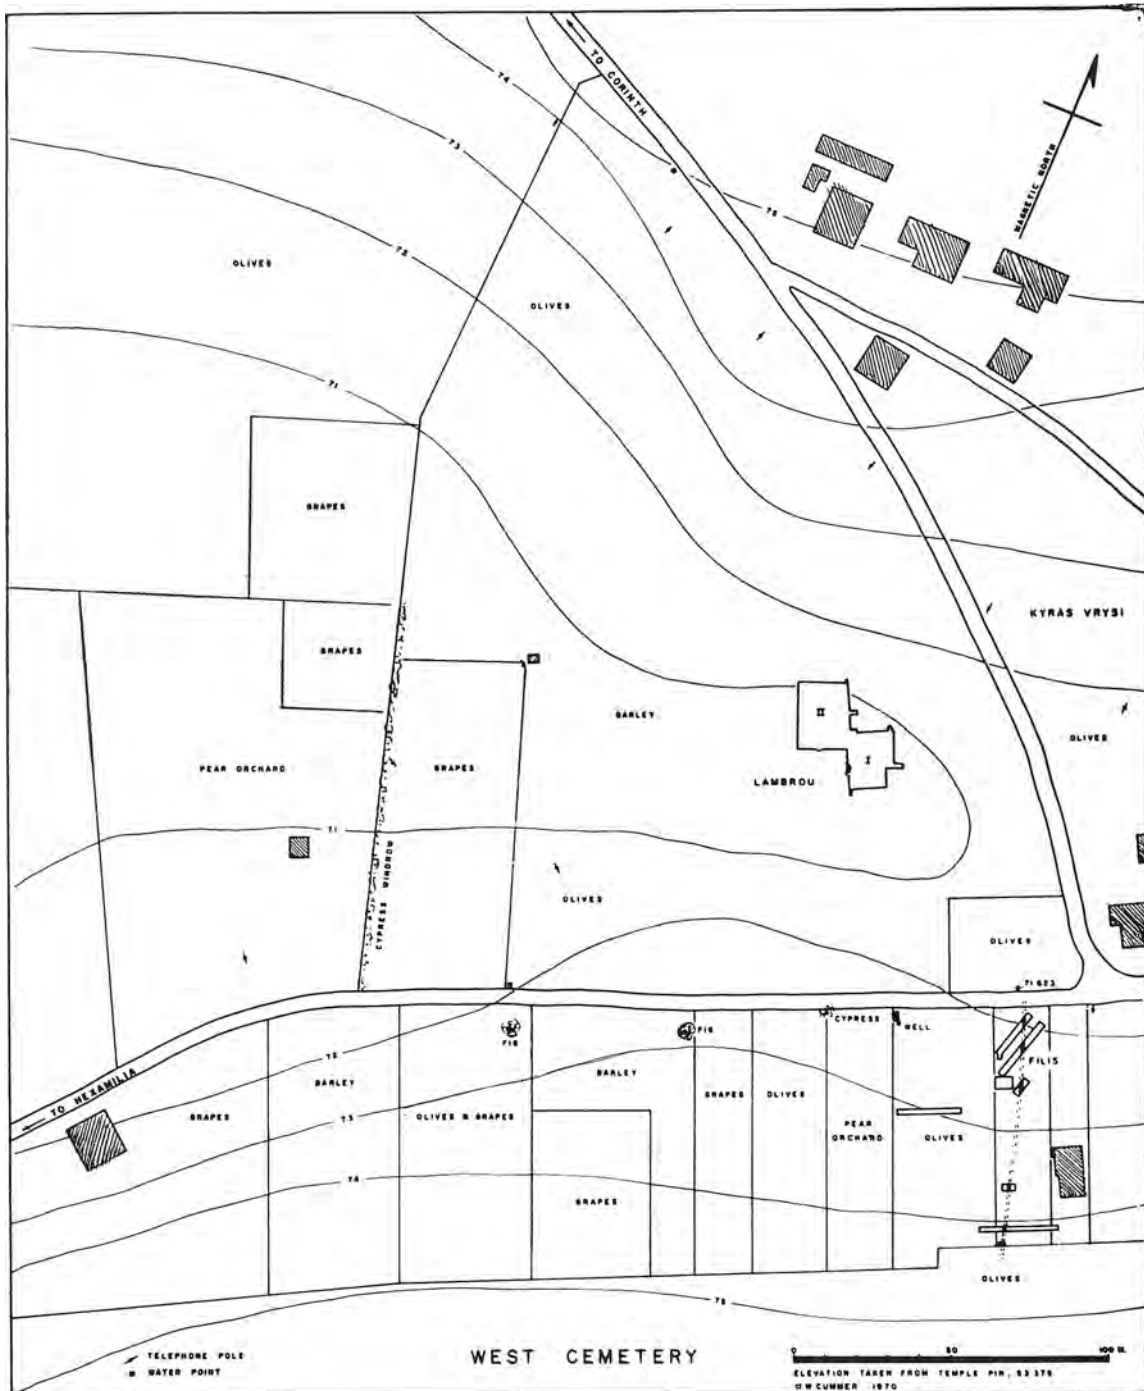 TO CORINTH
74
73
75
MAGNETIC NORTH
72
OLIVES
OLIVES
71
GRAPES
KYRAS VRYSI
GRAPES
BARLEY
II
OLIVES
PEAR ORCHARD
GRAPES
I
LAMBROU
71
CYPRESS WINDROW
OLIVES
OLIVES
71 623
CYPRESS
WELL
FIG
FIG
FILIS
72
TO HEXAMILIA
BARLEY
BARLEY
GRAPES
73
OLIVES & GRAPES
GRAPES
OLIVES
PEAR
ORCHARD
OLIVES
74
GRAPES
OLIVES
75
TELEPHONE POLE
WATER POINT
WEST CEMETERY
0 50 100 M.
ELEVATION TAKEN FROM TEMPLE PIN, 53 375
W W CUMMER 1970